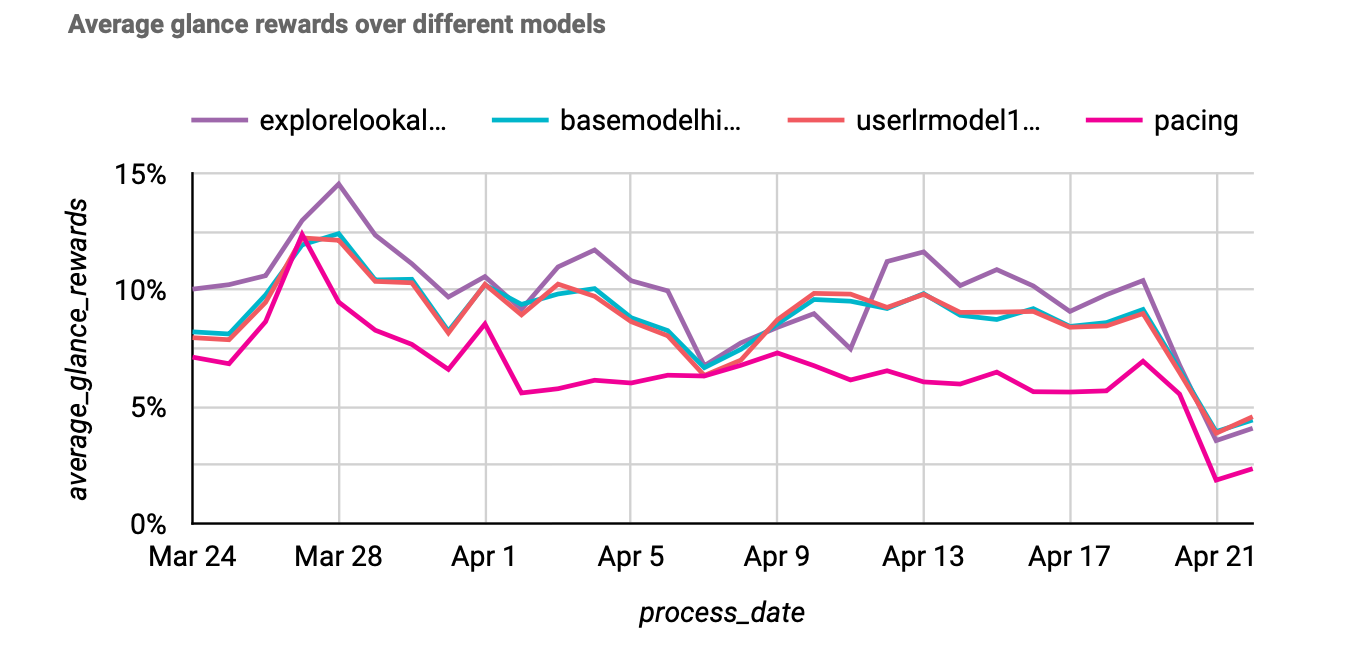 Average glance rewards over different models
explorelookal... basemodelhi... userlrmodel1... pacing
15%
10%
5%
0%
average_glance_rewards
Mar 24 Mar 28 Apr 1 Apr 5 Apr 9 Apr 13 Apr 17 Apr 21
process_date